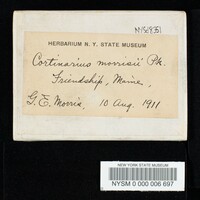 HERBARIUM N. Y. STATE MUSEUM
Cortinarius morrisii Pk.
Friendship, Maine,
G. E. Morris. 10 Aug. 1911
NEW YORK STATE MUSEUM
NYSM 0 000 006 697